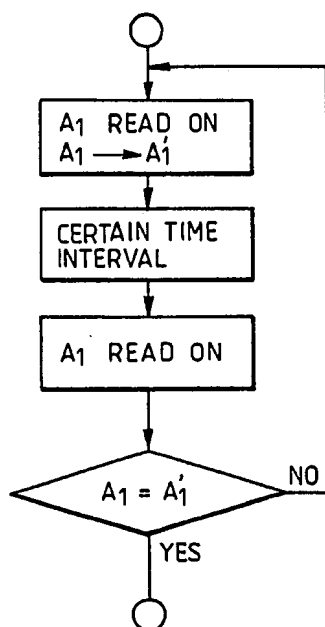 A₁ READ ON
A₁ → A₁′
CERTAIN TIME
INTERVAL
A₁ READ ON
A₁ = A₁′
NO
YES